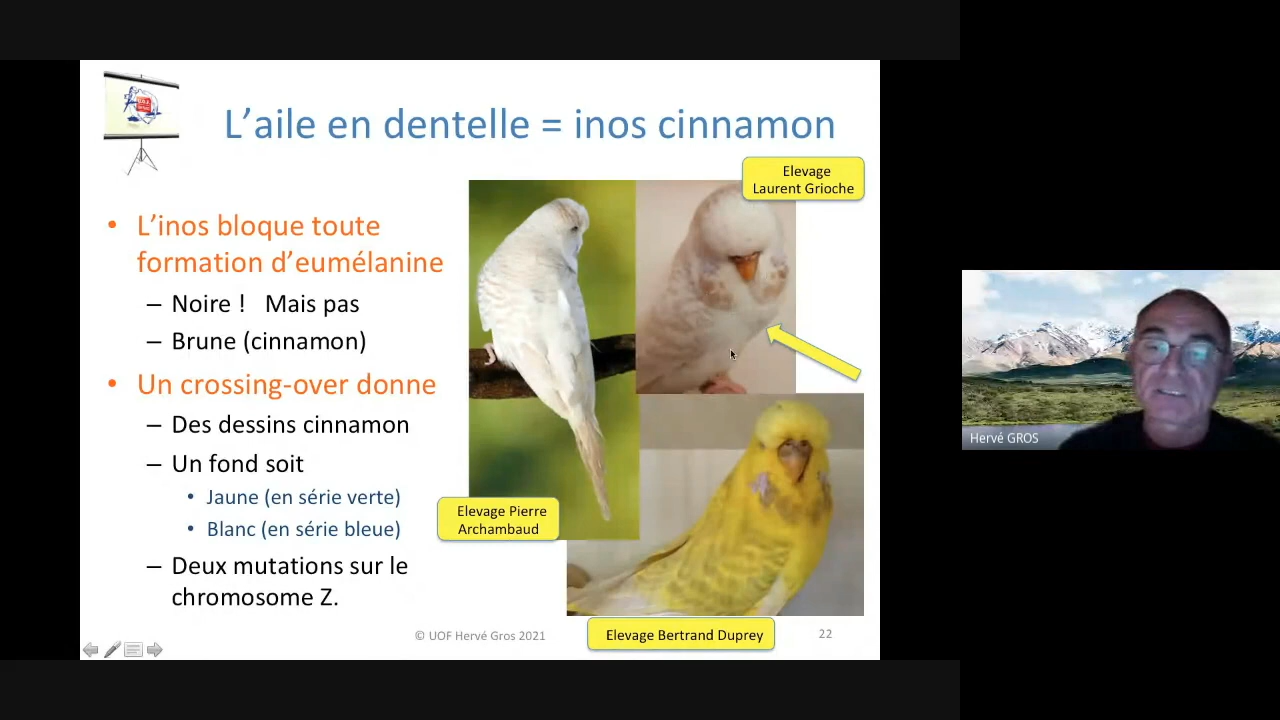 L'aile en dentelle = inos cinnamon
Elevage
Laurent Grioche
• L'inos bloque toute
formation d'eumélanine
– Noire ! Mais pas
– Brune (cinnamon)
• Un crossing-over donne
– Des dessins cinnamon
– Un fond soit
• Jaune (en série verte)
• Blanc (en série bleue)
– Deux mutations sur le
chromosome Z.
Elevage Pierre
Archambaud
© UOF Hervé Gros 2021
Elevage Bertrand Duprey
22
Hervé GROS